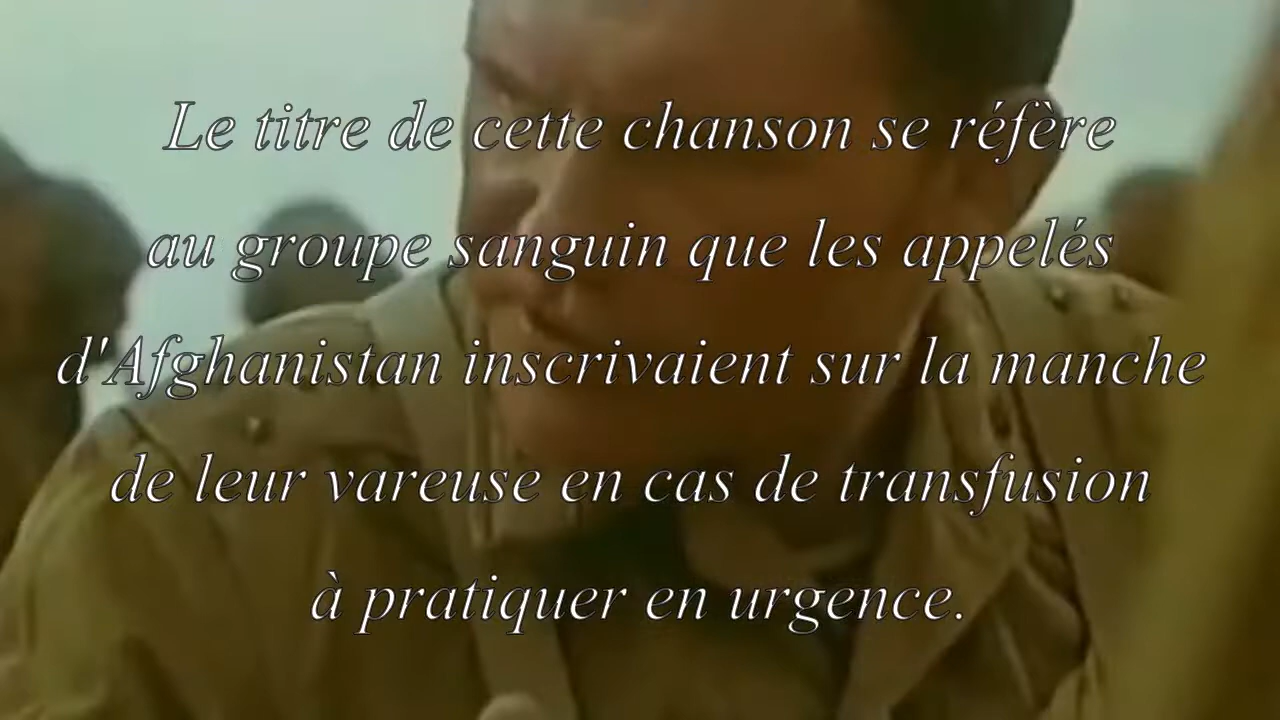 Le titre de cette chanson se réfère
au groupe sanguin que les appelés
d'Afghanistan inscrivaient sur la manche
de leur vareuse en cas de transfusion
à pratiquer en urgence.